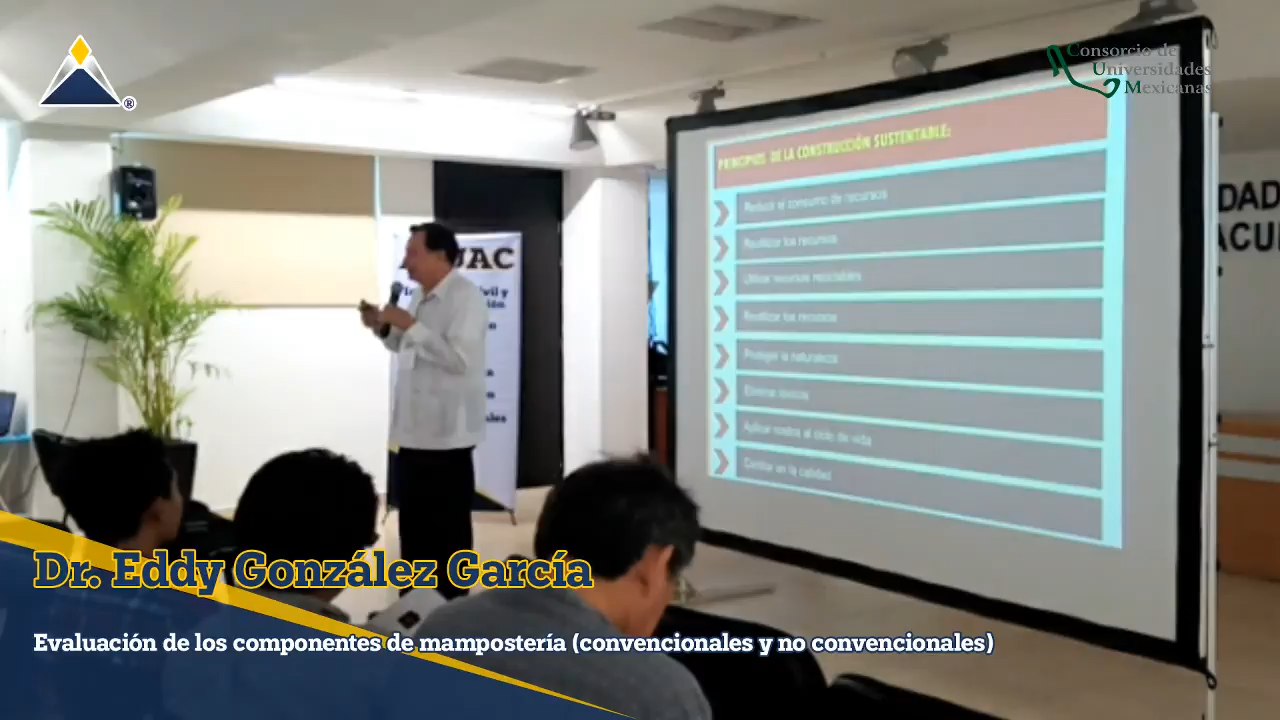 ®
Consorcio de
Universidades
Mexicanas
PRINCIPIOS DE LA CONSTRUCCIÓN SUSTENTABLE:
Reducir el consumo de recursos
Reutilizar los recursos
Utilizar recursos reciclables
Reutilizar los recursos
Proteger la naturaleza
Eliminar tóxicos
Aplicar costos al ciclo de vida
Centrar en la calidad
JAC
DAD
ACU
Dr. Eddy González García
Evaluación de los componentes de mampostería (convencionales y no convencionales)